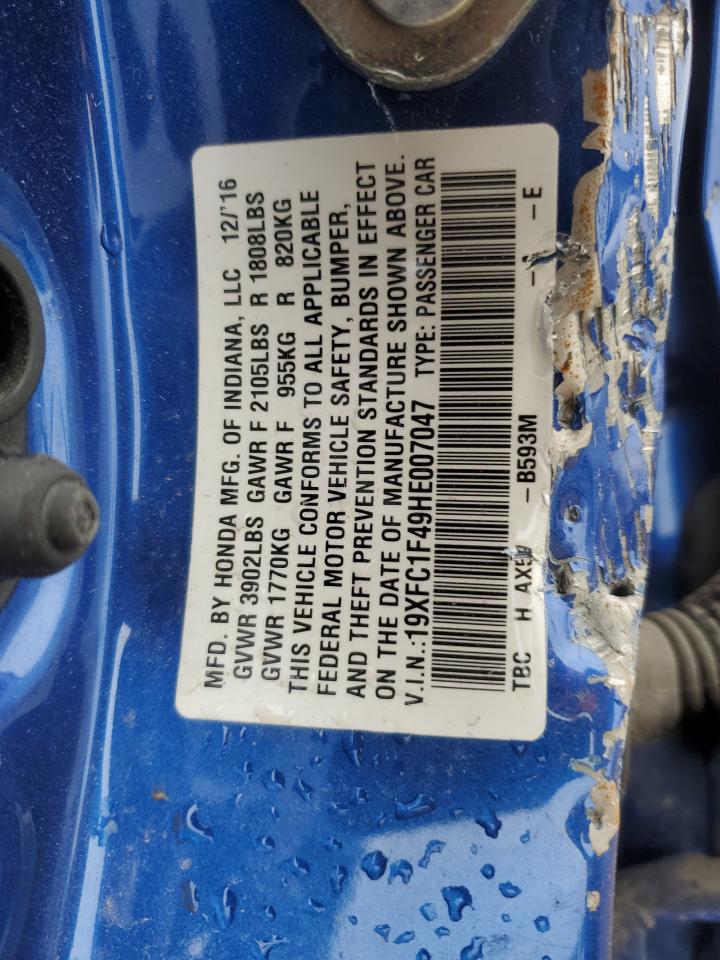 MFD. BY HONDA MFG. OF INDIANA, LLC 12/'16
GVWR 3902LBS GAWR F 2105LBS R 1808LBS
GVWR 1770KG GAWR F 955KG R 820KG
THIS VEHICLE CONFORMS TO ALL APPLICABLE
FEDERAL MOTOR VEHICLE SAFETY, BUMPER,
AND THEFT PREVENTION STANDARDS IN EFFECT
ON THE DATE OF MANUFACTURE SHOWN ABOVE.
V.I.N.:19XFC1F49HE007047 TYPE: PASSENGER CAR
TBC H -B593M - -E